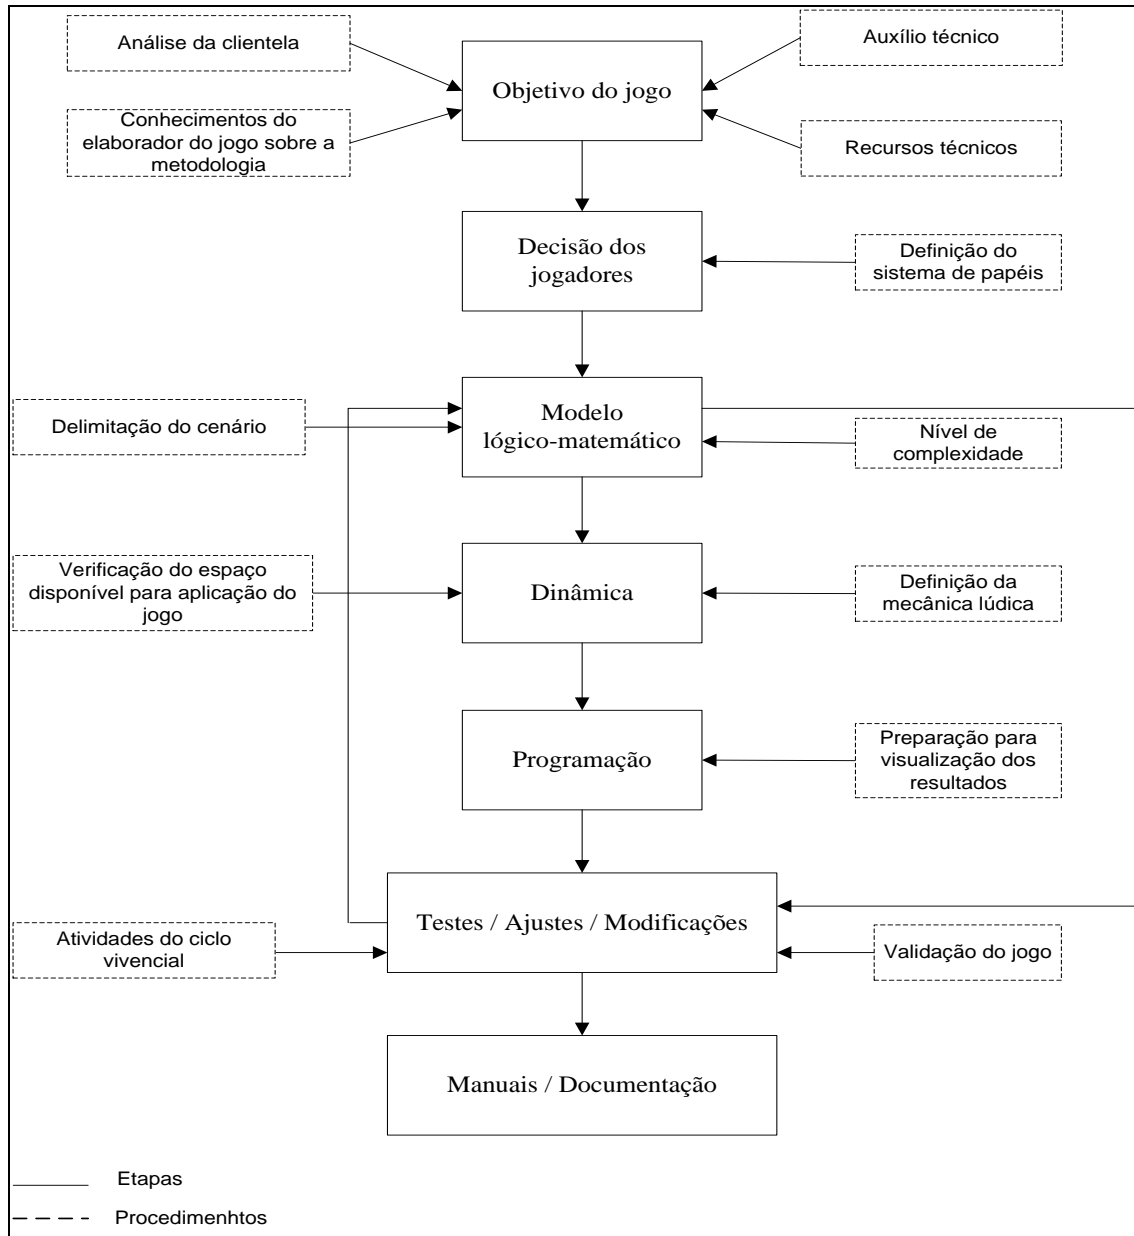 Análise da clientela
Auxílio técnico
Objetivo do jogo
Conhecimentos do
elaborador do jogo sobre a
metodologia
Recursos técnicos
Decisão dos
jogadores
Definição do
sistema de papéis
Delimitação do cenário
Modelo
lógico-matemático
Nível de
complexidade
Verificação do espaço
disponível para aplicação do
jogo
Dinâmica
Definição da
mecânica lúdica
Programação
Preparação para
visualização dos
resultados
Testes / Ajustes / Modificações
Atividades do ciclo
vivencial
Validação do jogo
Manuais / Documentação
Etapas
Procedimenhtos